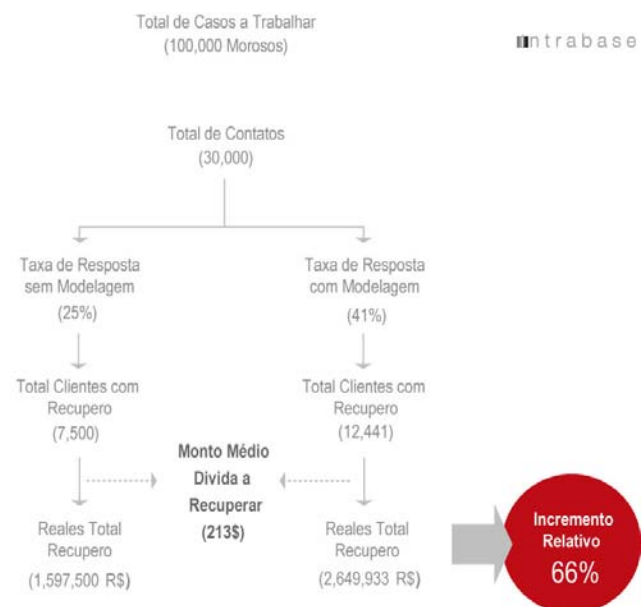 Total de Casos a Trabalhar
(100,000 Morosos)
ntrabase
Total de Contatos
(30,000)
Taxa de Resposta
sem Modelagem
(25%)
Taxa de Resposta
com Modelagem
(41%)
Total Clientes com
Recupero
(7,500)
Total Clientes com
Recupero
(12,441)
Monto Médio
Divida a
Recuperar
(213$)
Reales Total
Recupero
(1,597,500 R$)
Reales Total
Recupero
(2,649,933 R$)
Incremento
Relativo
66%